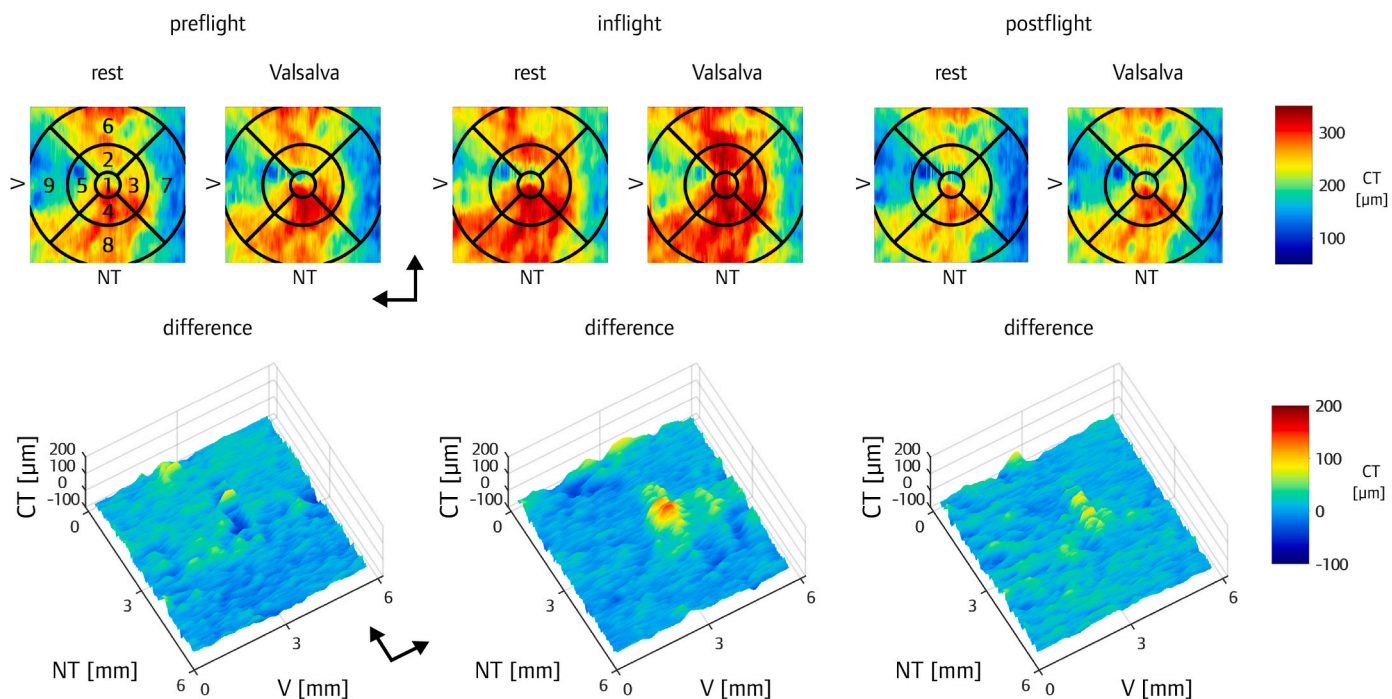 preflight
inflight
postflight
rest
Valsalva
rest
Valsalva
rest
Valsalva
6
2
9 5 1 3 7
4
8
V
NT
V
NT
V
NT
NT
V
NT
V
NT
300
200
100
CT
[µm]
difference
difference
difference
CT [µm]
200
100
0
-100
0
3
6
NT [mm]
0
3
6
V [mm]
CT [µm]
200
100
0
-100
0
3
6
NT [mm]
0
3
6
V [mm]
CT [µm]
200
100
0
-100
0
3
6
NT [mm]
0
3
6
V [mm]
200
100
0
-100
CT
[µm]